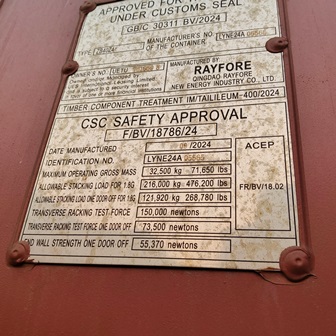 APPROVED FOR
UNDER CUSTOMS SEAL
GB/C 30311 BV/2024
TYPE
MANUFACTURER'S NO.
OF THE CONTAINER
LYNE24A
OWNER'S NO.
MANUFACTURED BY
RAYFORE
QINGDAO RAYFORE
NEW ENERGY INDUSTRY CO., LTD
TIMBER COMPONENT TREATMENT IM/TAILILEUM-400/2024
CSC SAFETY APPROVAL
F/BV/18786/24
DATE MANUFACTURED /2024
IDENTIFICATION NO. LYNE24A
MAXIMUM OPERATING GROSS MASS 32,500 kg 71,650 lbs
ALLOWABLE STACKING LOAD FOR 1.8G 216,000 kg 476,200 lbs
ALLOWABLE STACKING LOAD ONE DOOR OFF FOR 1.8G 121,920 kg 268,780 lbs
TRANSVERSE RACKING TEST FORCE 150,000 newtons
TRANSVERSE RACKING TEST FORCE ONE DOOR OFF 73,500 newtons
END WALL STRENGTH ONE DOOR OFF 55,370 newtons
ACEP
FR/BV/18.02